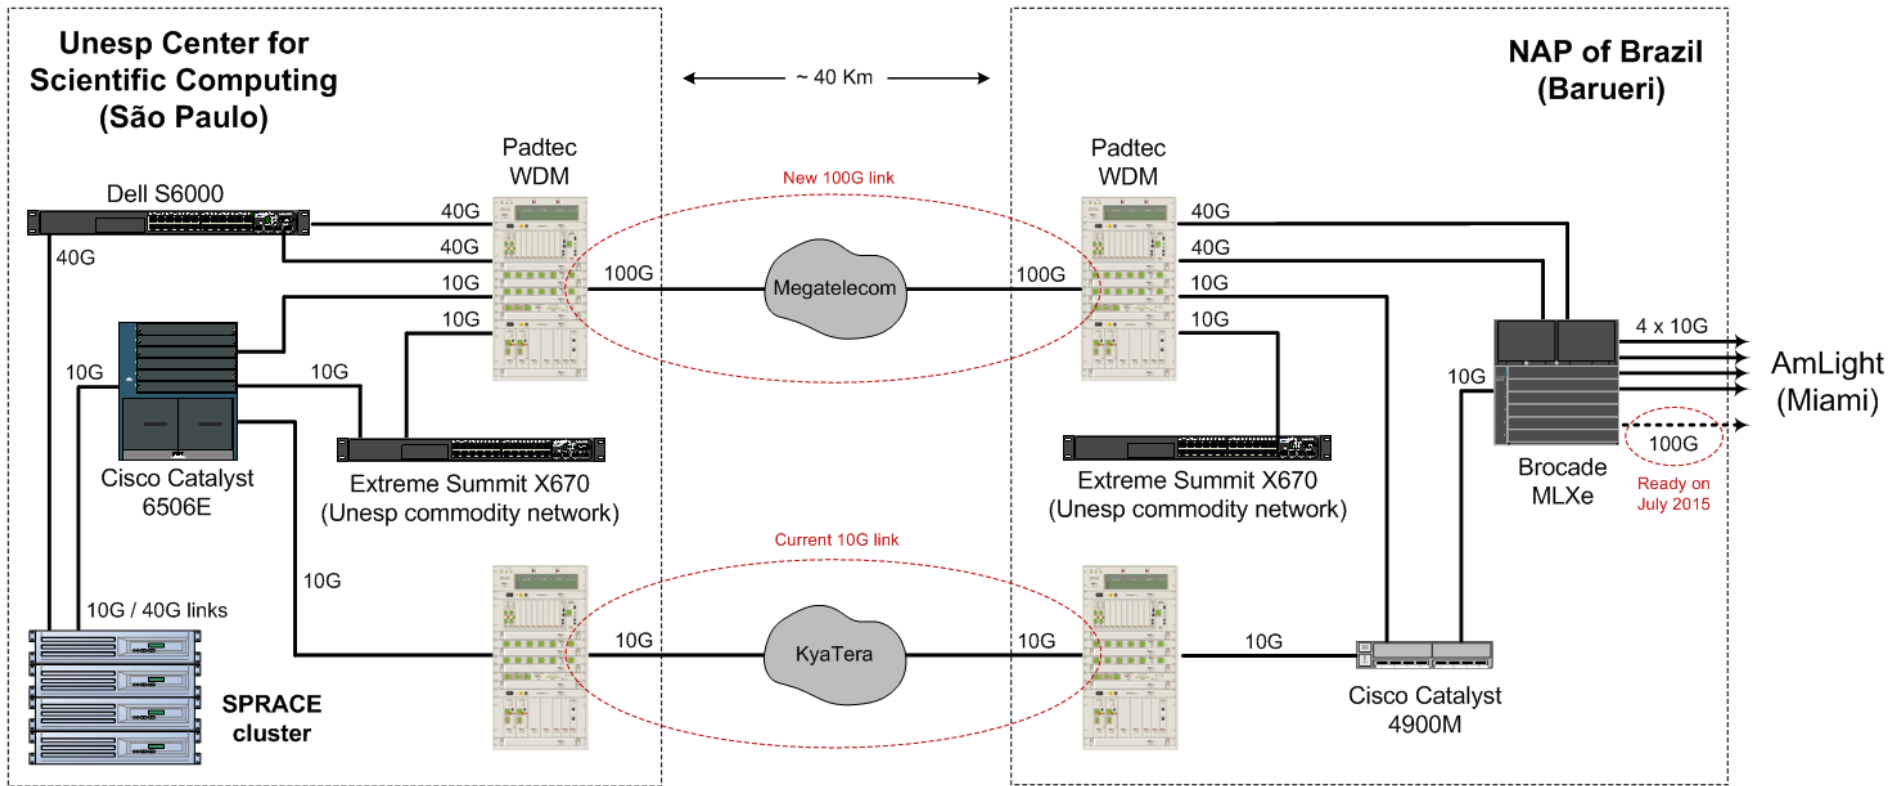 Unesp Center for
Scientific Computing
(São Paulo)
~ 40 Km
NAP of Brazil
(Barueri)
Padtec
WDM
Padtec
WDM
Dell S6000
New 100G link
40G
40G
40G
10G
10G
100G
Megatelecom
100G
40G
40G
10G
10G
10G
10G
Cisco Catalyst
6506E
Extreme Summit X670
(Unesp commodity network)
Extreme Summit X670
(Unesp commodity network)
10G
4 x 10G
AmLight
(Miami)
100G
Ready on
July 2015
Brocade
MLXe
Current 10G link
10G
10G / 40G links
SPRACE
cluster
10G
KyaTera
10G
10G
Cisco Catalyst
4900M